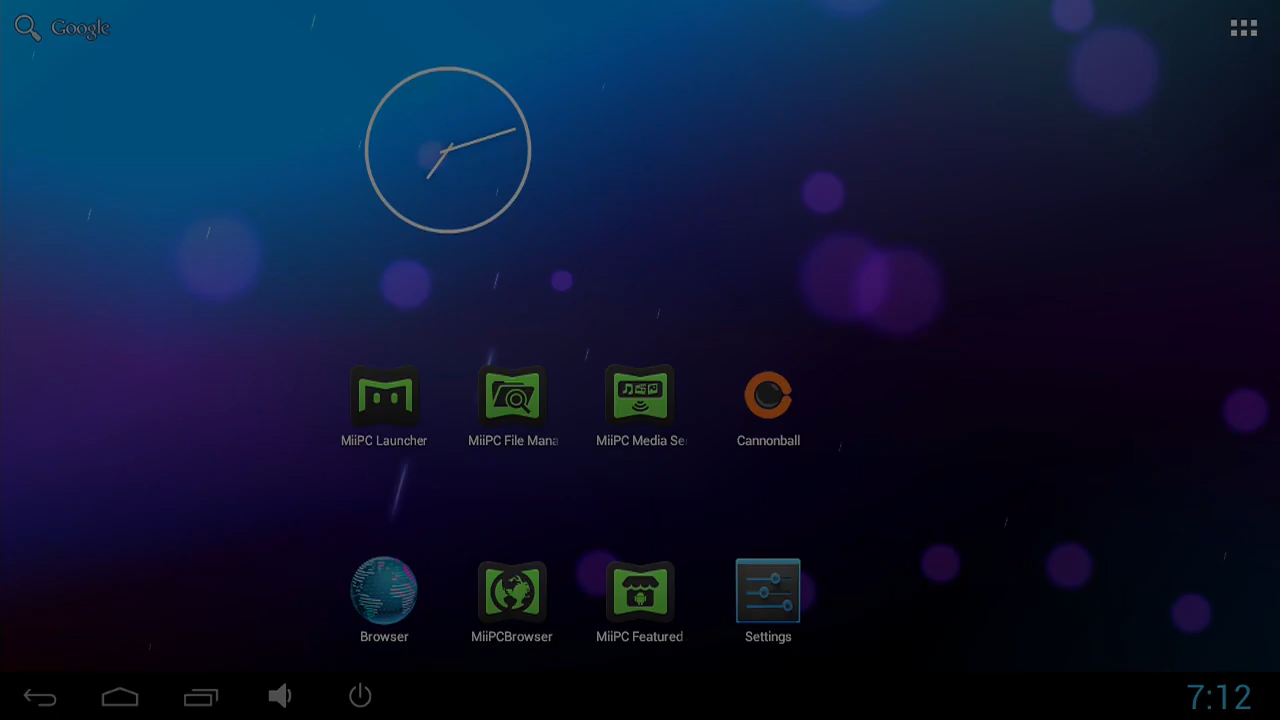 Google
MiiPC Launcher
MiiPC File Mana
MiiPC Media Se
Cannonball
Browser
MiiPCBrowser
MiiPC Featured
Settings
7:12